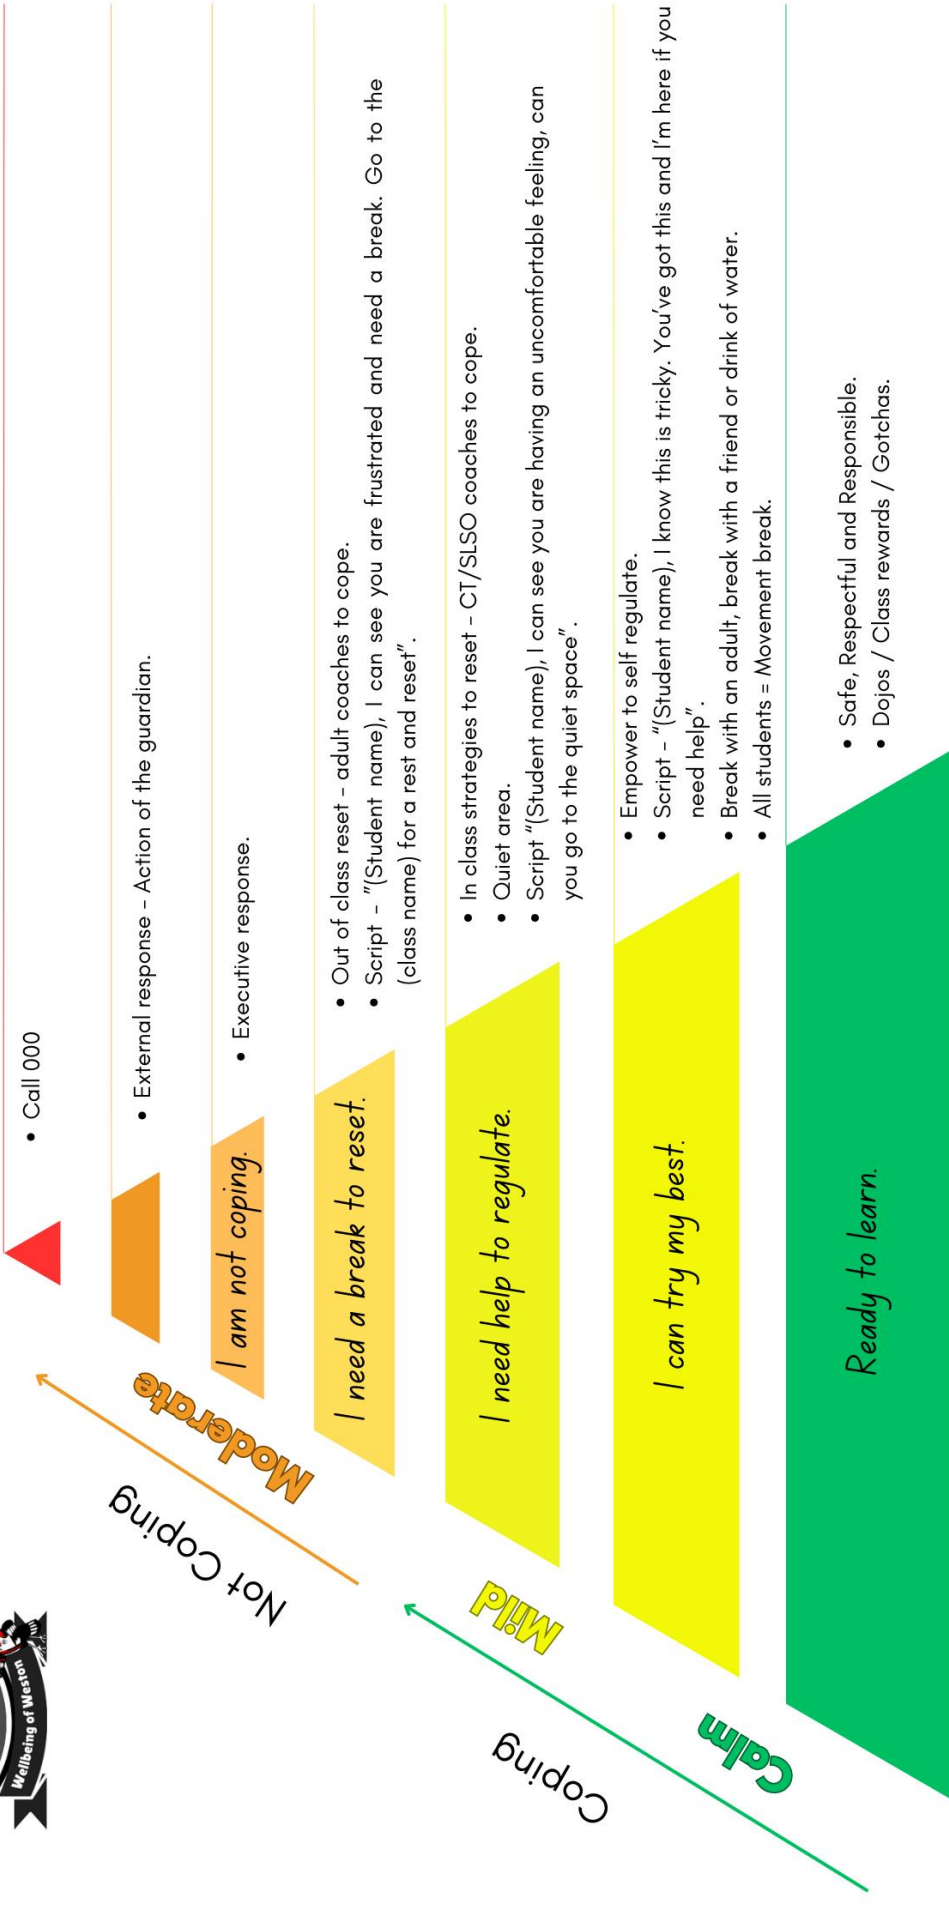 Wellbeing of Weston
Not Coping
Moderate
Coping
Mild
Calm
• Call 000
• External response - Action of the guardian.
I am not coping.
• Executive response.
I need a break to reset.
• Out of class reset - adult coaches to cope.
• Script - "(Student name), I can see you are frustrated and need a break. Go to the
(class name) for a rest and reset".
I need help to regulate.
• In class strategies to reset - CT/SLSO coaches to cope.
• Quiet area.
• Script "(Student name), I can see you are having an uncomfortable feeling, can
you go to the quiet space".
I can try my best.
• Empower to self regulate.
• Script - "(Student name), I know this is tricky. You've got this and I'm here if you
need help".
• Break with an adult, break with a friend or drink of water.
• All students = Movement break.
Ready to learn.
• Safe, Respectful and Responsible.
• Dojos / Class rewards / Gotchas.